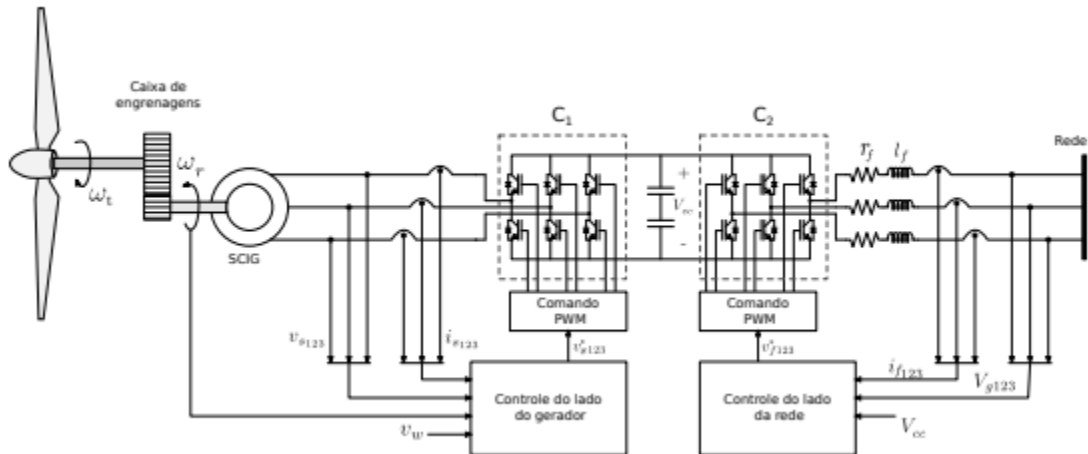 Caixa de
engrenagens
ω_r
ω_t
SCIG
C₁
C₂
r_f
l_f
Rede
+
V_cc
-
Comando
PWM
Comando
PWM
v_s123
i_s123
v*_s123
v*_f123
i_f123
V_g123
Controle do lado
do gerador
Controle do lado
da rede
v_w
V_cc